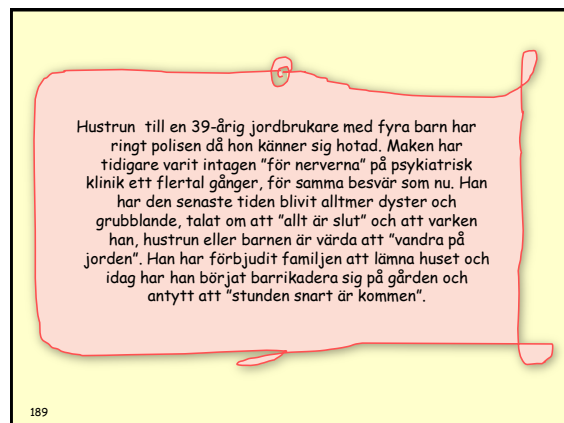 Hustrun till en 39-årig jordbrukare med fyra barn har
ringt polisen då hon känner sig hotad. Maken har
tidigare varit intagen ”för nerverna” på psykiatrisk
klinik ett flertal gånger, för samma besvär som nu. Han
har den senaste tiden blivit alltmer dyster och
grubblande, talat om att ”allt är slut” och att varken
han, hustrun eller barnen är värda att ”vandra på
jorden”. Han har förbjudit familjen att lämna huset och
idag har han börjat barrikadera sig på gården och
antytt att ”stunden snart är kommen”.
189